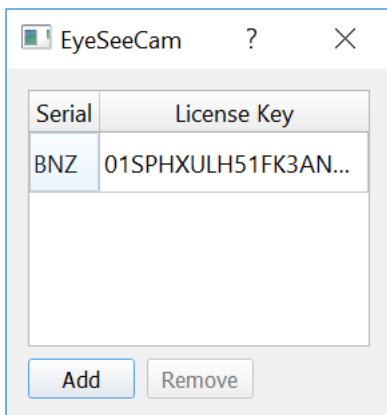 EyeSeeCam ?
Serial License Key
BNZ 01SPHXULH51FK3AN...
Add Remove